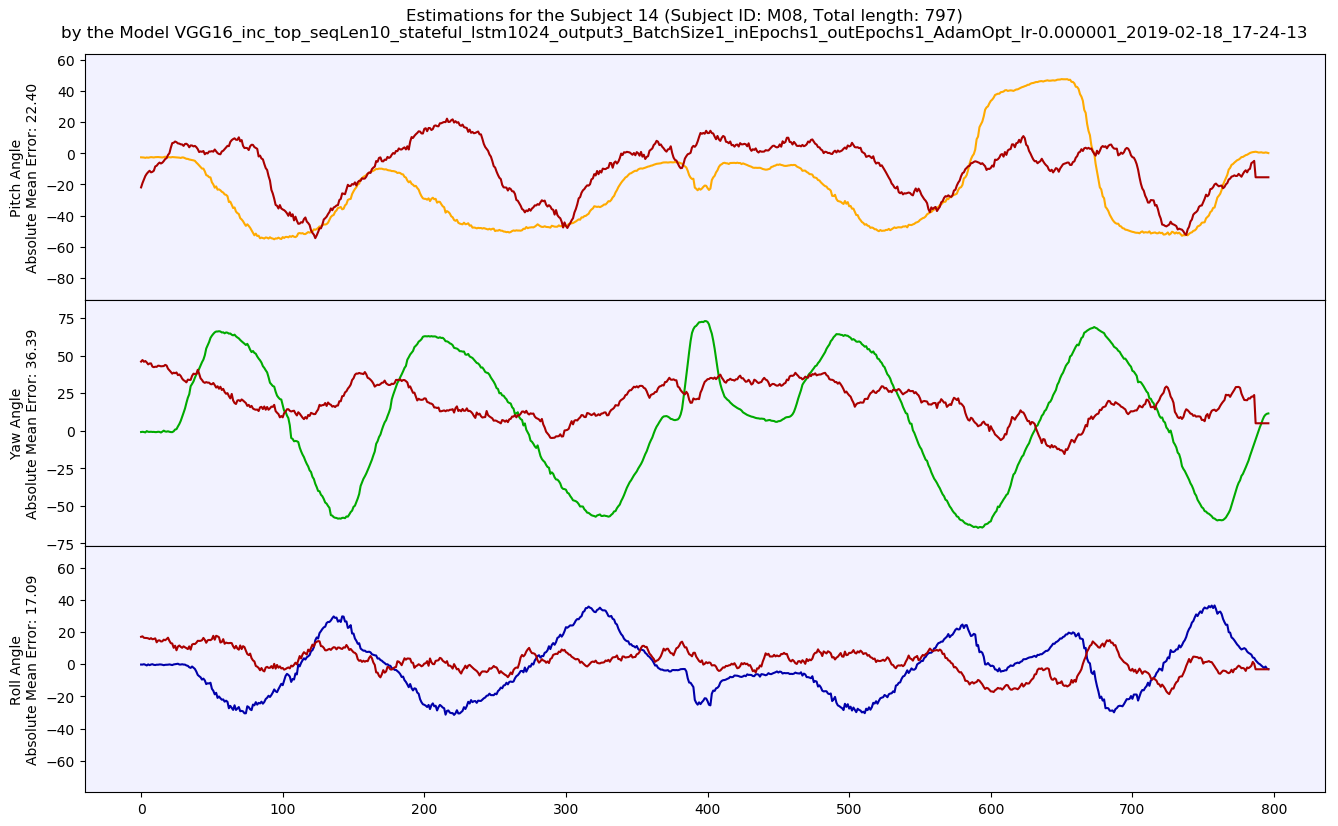 Estimations for the Subject 14 (Subject ID: M08, Total length: 797)
by the Model VGG16_inc_top_seqLen10_stateful_lstm1024_output3_BatchSize1_inEpochs1_outEpochs1_AdamOpt_lr-0.000001_2019-02-18_17-24-13
Pitch Angle
Absolute Mean Error: 22.40
60
40
20
0
−20
−40
−60
−80
Yaw Angle
Absolute Mean Error: 36.39
75
50
25
0
−25
−50
−75
Roll Angle
Absolute Mean Error: 17.09
60
40
20
0
−20
−40
−60
0 100 200 300 400 500 600 700 800